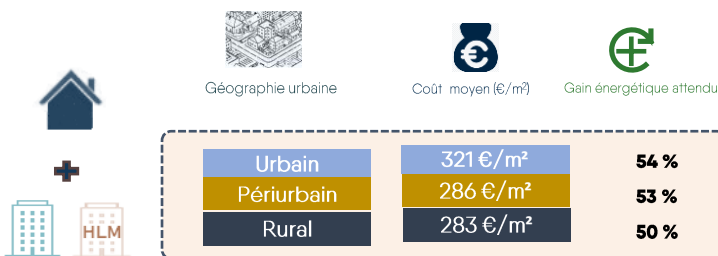 Géographie urbaine
Coût moyen (€/m²)
Gain énergétique attendu
Urbain
321 €/m²
54 %
Périurbain
286 €/m²
53 %
HLM
Rural
283 €/m²
50 %